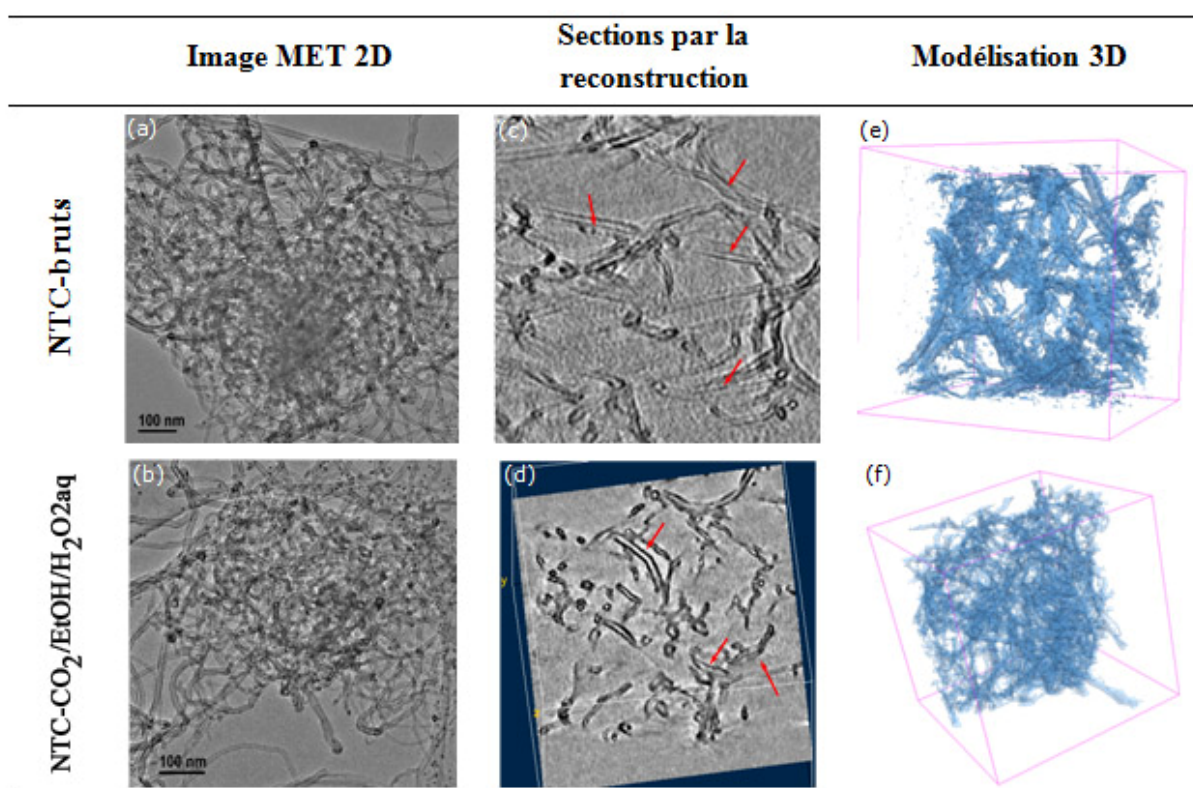 Image MET 2D
Sections par la
reconstruction
Modélisation 3D
NTC-bruts
(a)
100 nm
(c)
(e)
NTC-CO2/EtOH/H2O2aq
(b)
100 nm
(d)
y
(f)